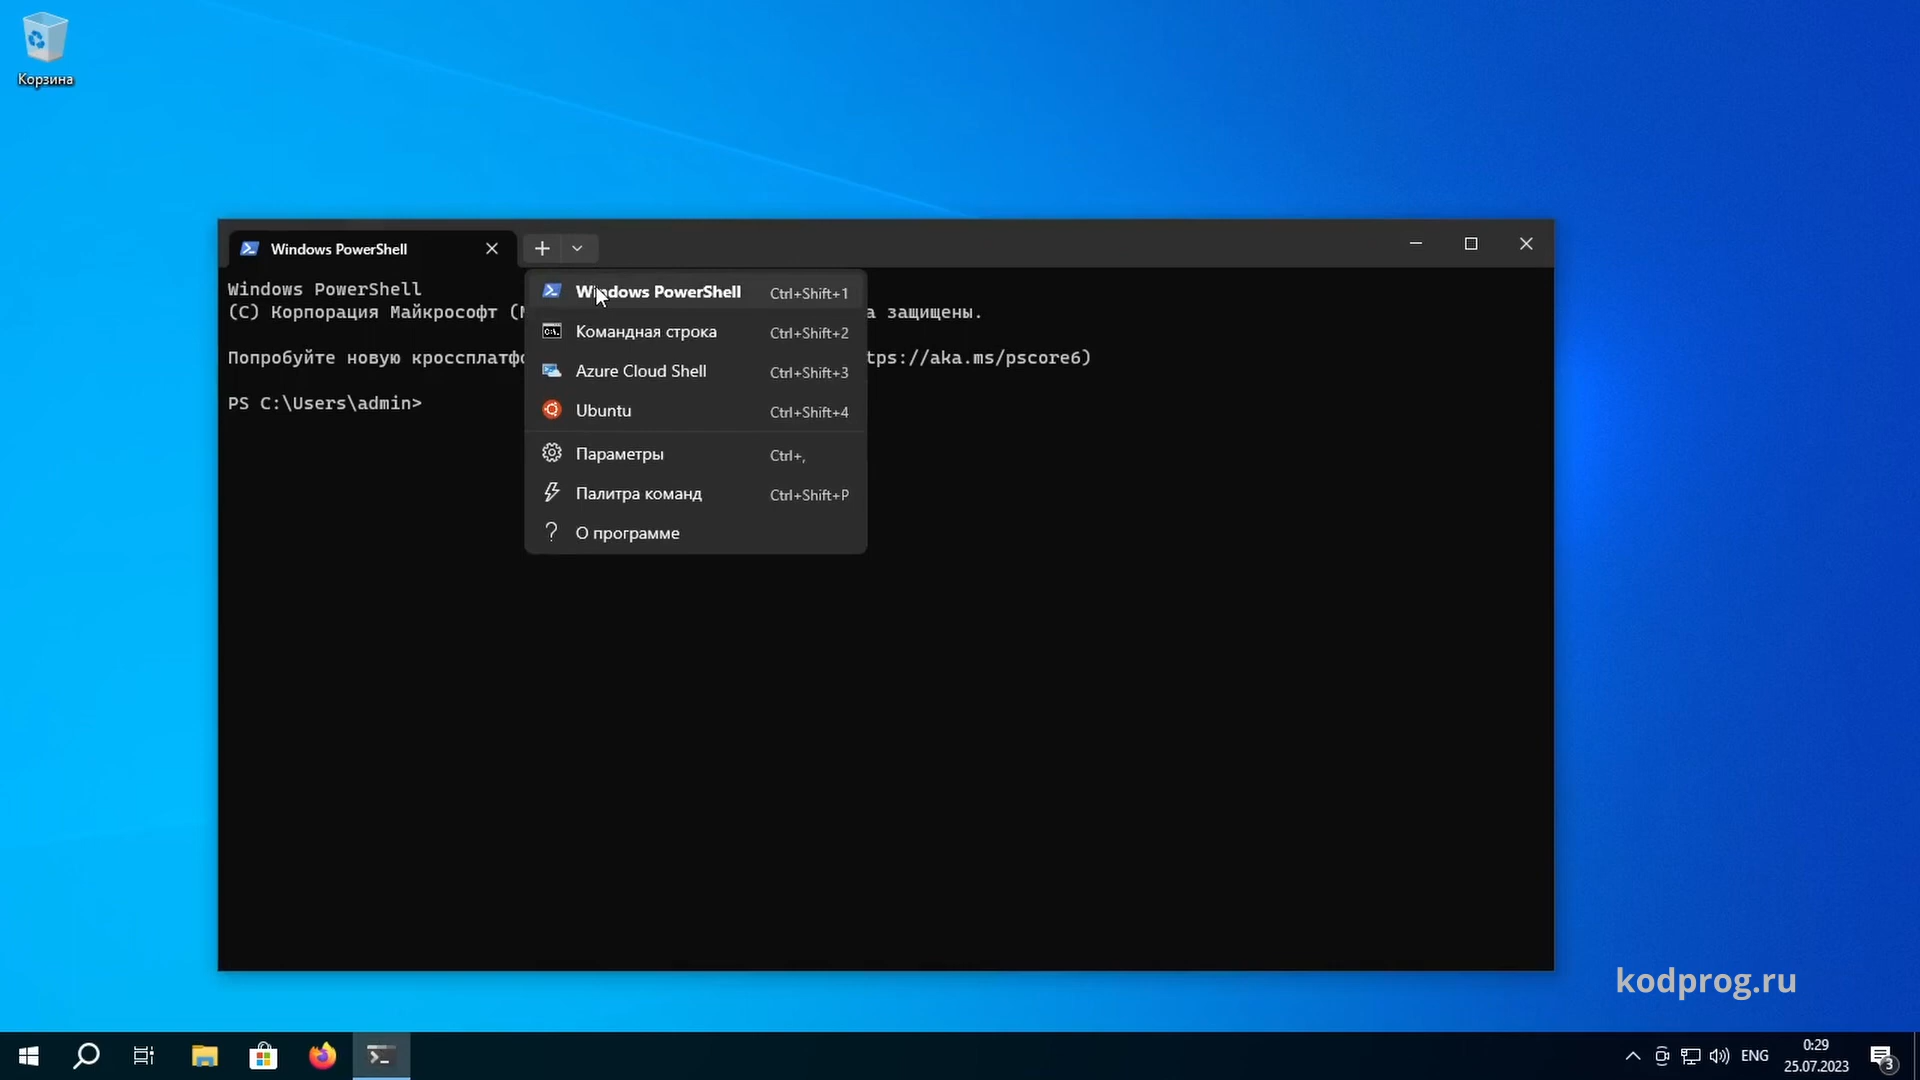 Корзина
Windows PowerShell
Windows PowerShell
(C) Корпорация Майкрософт (
а защищены.
Попробуйте новую
tps://aka.ms/pscore6)
PS C:\Users\admin>
Windows PowerShell Ctrl+Shift+1
Командная строка Ctrl+Shift+2
Azure Cloud Shell Ctrl+Shift+3
Ubuntu Ctrl+Shift+4
Параметры Ctrl+,
Палитра команд Ctrl+Shift+P
О программе
kodprog.ru
ENG
0:29
25.07.2023
3